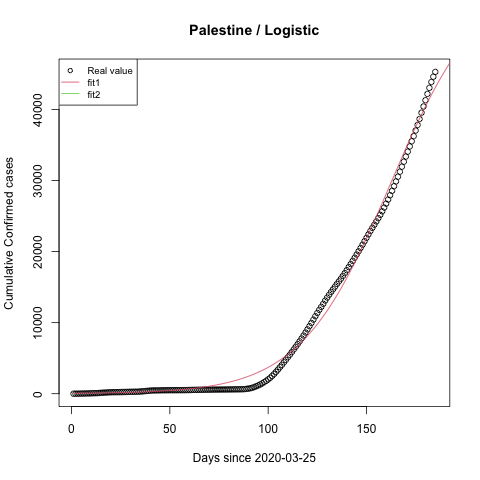 Palestine / Logistic
Real value
fit1
fit2
Cumulative Confirmed cases
40000
30000
20000
10000
0
0 50 100 150
Days since 2020-03-25